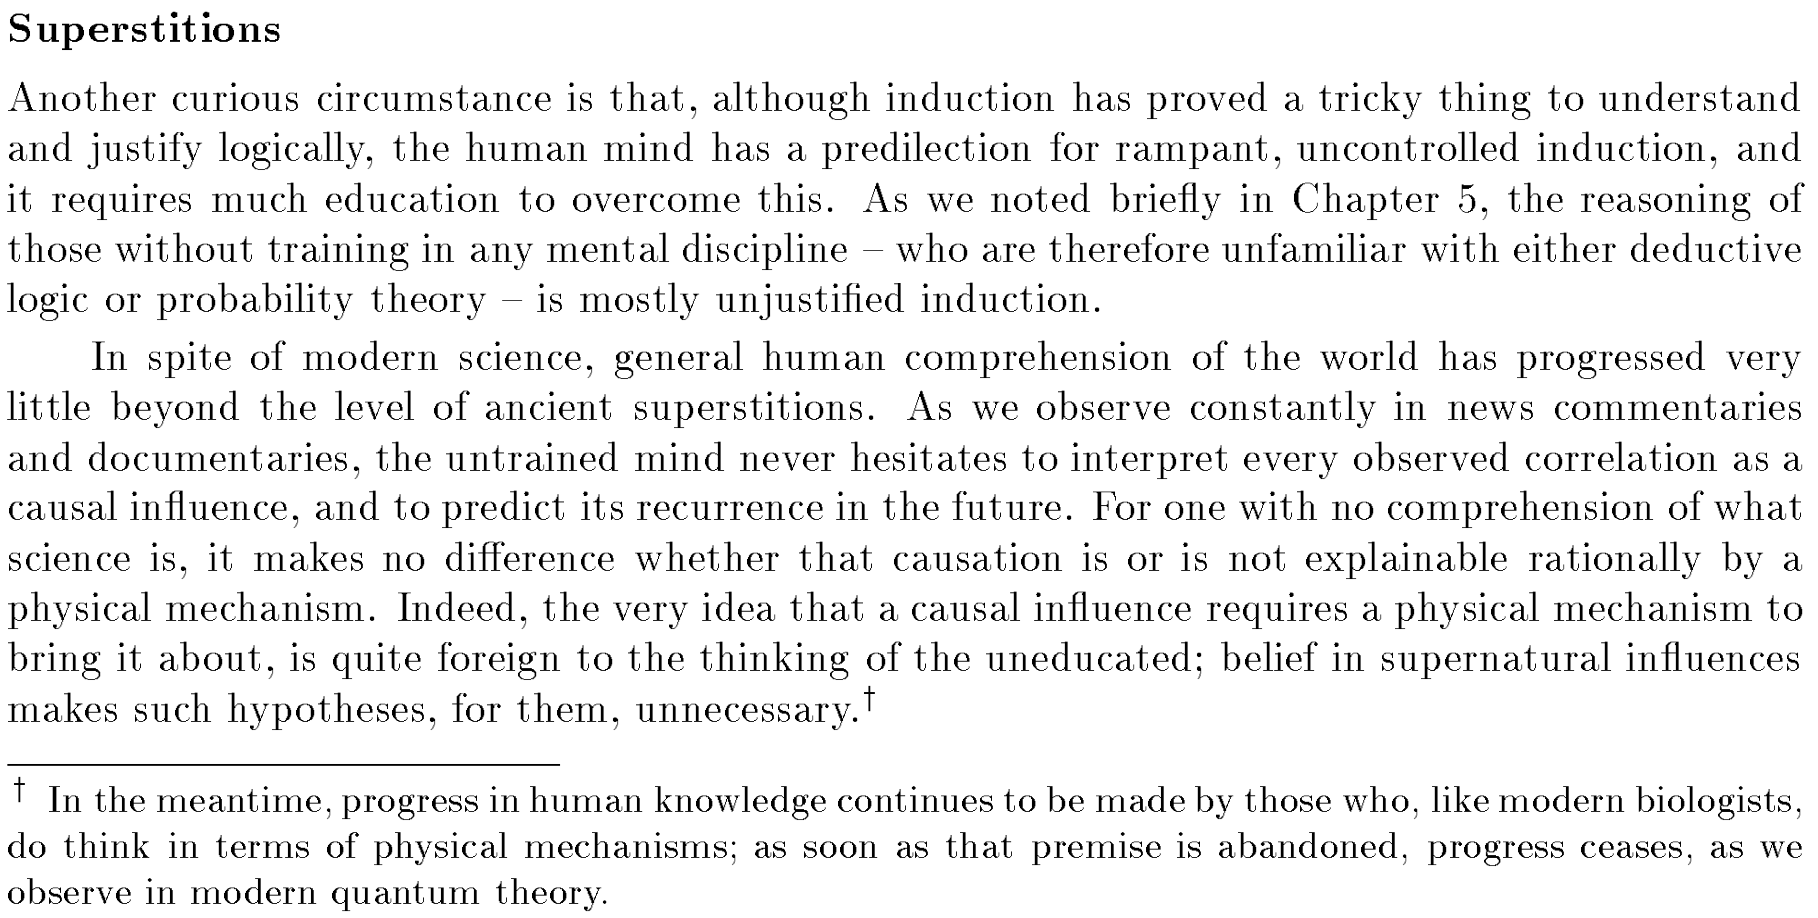 Superstitions
Another curious circumstance is that, although induction has proved a tricky thing to understand
and justify logically, the human mind has a predilection for rampant, uncontrolled induction, and
it requires much education to overcome this. As we noted briefly in Chapter 5, the reasoning of
those without training in any mental discipline – who are therefore unfamiliar with either deductive
logic or probability theory – is mostly unjustified induction.
In spite of modern science, general human comprehension of the world has progressed very
little beyond the level of ancient superstitions. As we observe constantly in news commentaries
and documentaries, the untrained mind never hesitates to interpret every observed correlation as a
causal influence, and to predict its recurrence in the future. For one with no comprehension of what
science is, it makes no difference whether that causation is or is not explainable rationally by a
physical mechanism. Indeed, the very idea that a causal influence requires a physical mechanism to
bring it about, is quite foreign to the thinking of the uneducated; belief in supernatural influences
makes such hypotheses, for them, unnecessary.†
† In the meantime, progress in human knowledge continues to be made by those who, like modern biologists,
do think in terms of physical mechanisms; as soon as that premise is abandoned, progress ceases, as we
observe in modern quantum theory.